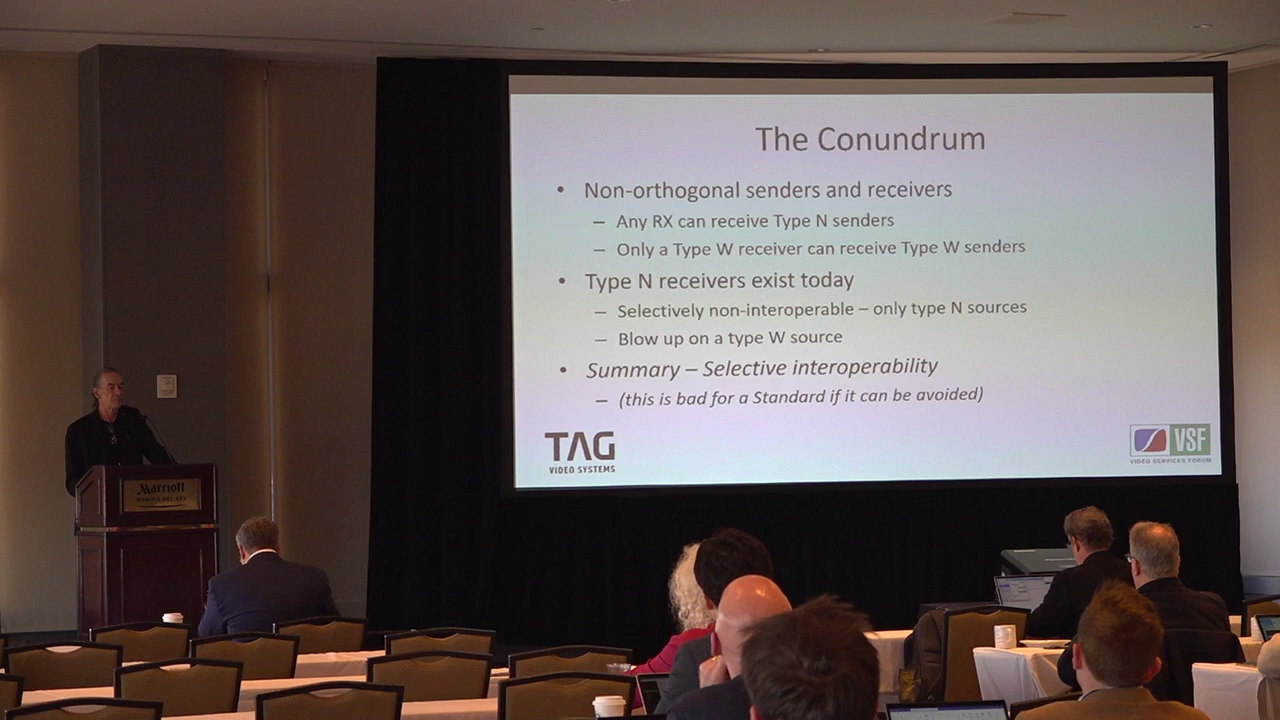 The Conundrum
• Non-orthogonal senders and receivers
– Any RX can receive Type N senders
– Only a Type W receiver can receive Type W senders
• Type N receivers exist today
– Selectively non-interoperable – only type N sources
– Blow up on a type W source
• Summary – Selective interoperability
– (this is bad for a Standard if it can be avoided)
TAG
VIDEO SYSTEMS
VSF
VIDEO SERVICES FORUM
Marriott